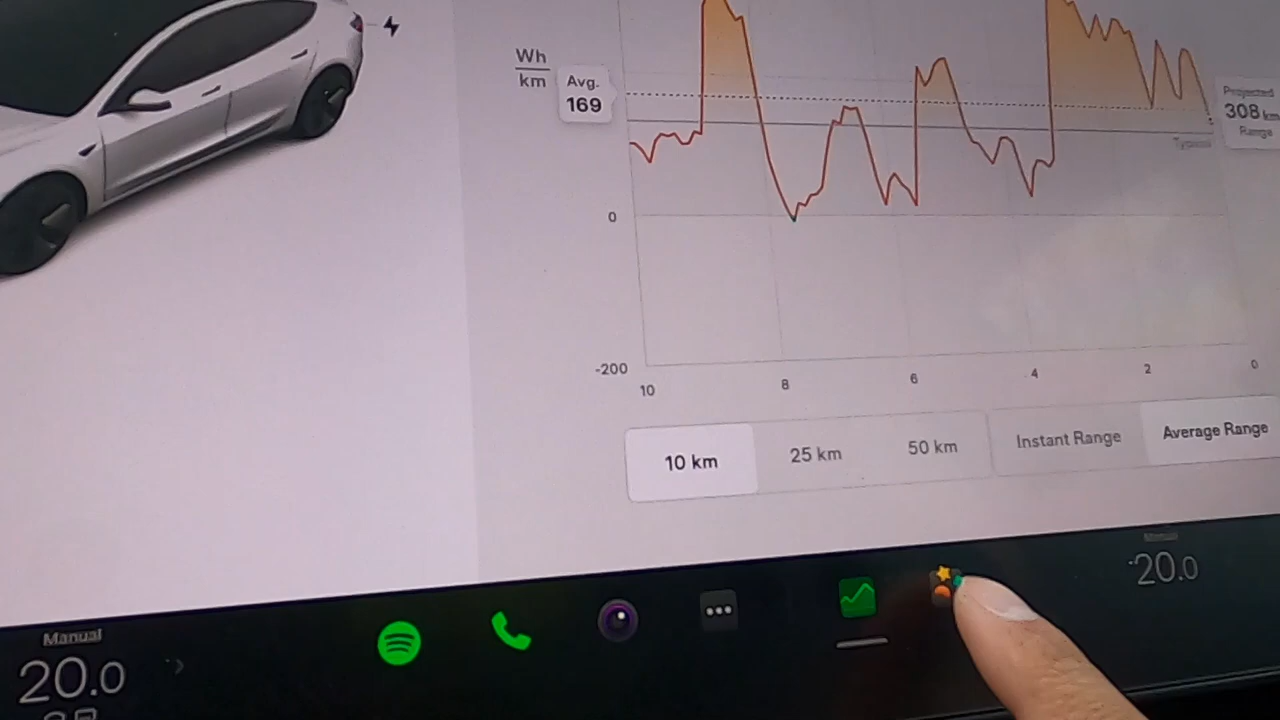 Wh
km
Avg.
169
Projected
308 km
Range
Typical
0
-200
10
8
6
4
2
0
10 km
25 km
50 km
Instant Range
Average Range
Manual
20.0
Manual
20.0